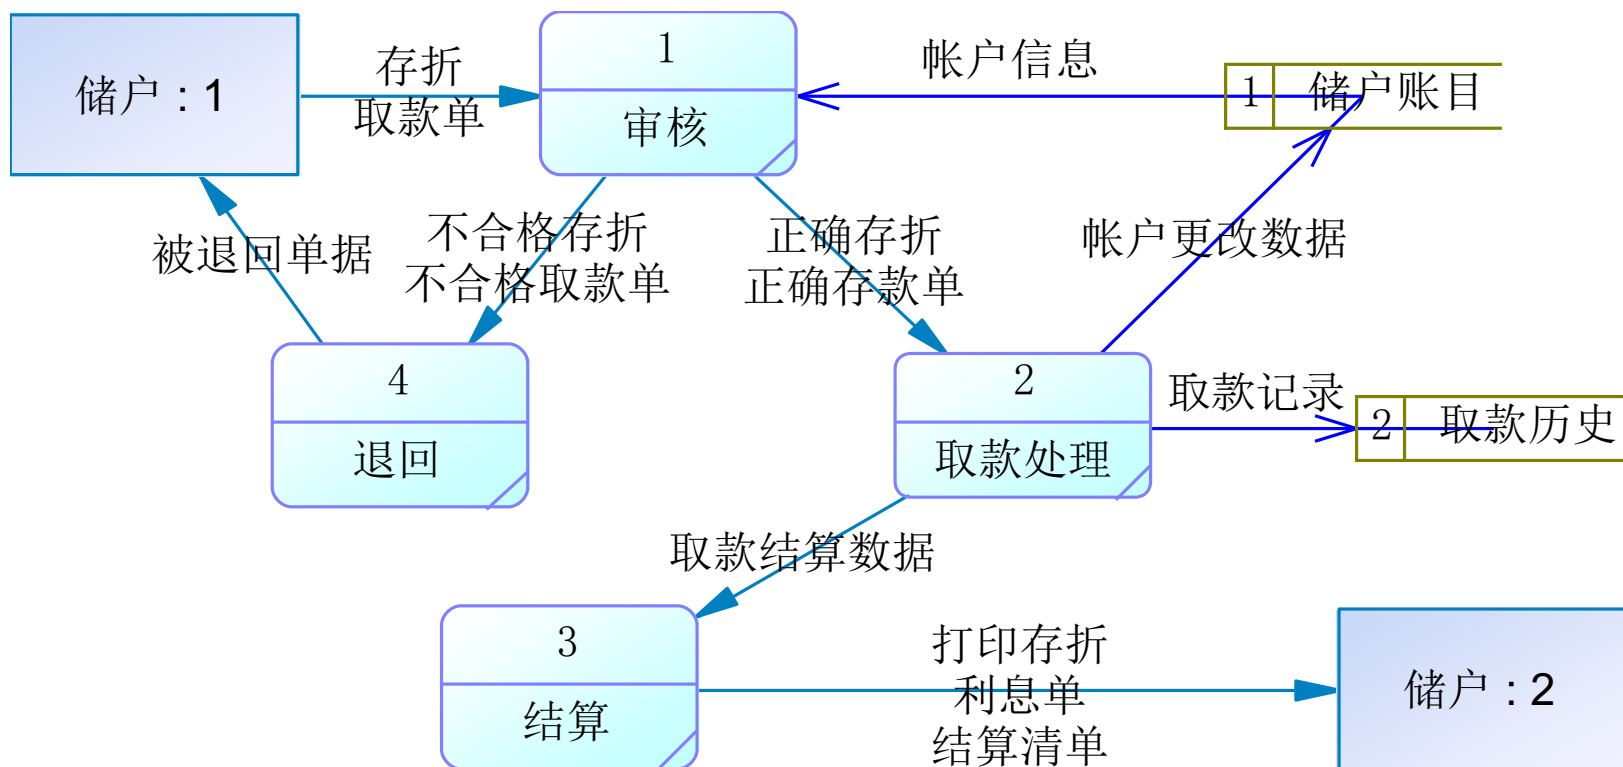 储户 : 1
存折
取款单
1
审核
帐户信息
1 储户账目
被退回单据
不合格存折
不合格取款单
正确存折
正确存款单
帐户更改数据
4
退回
2
取款处理
取款记录
2 取款历史
取款结算数据
3
结算
打印存折
利息单
结算清单
储户 : 2